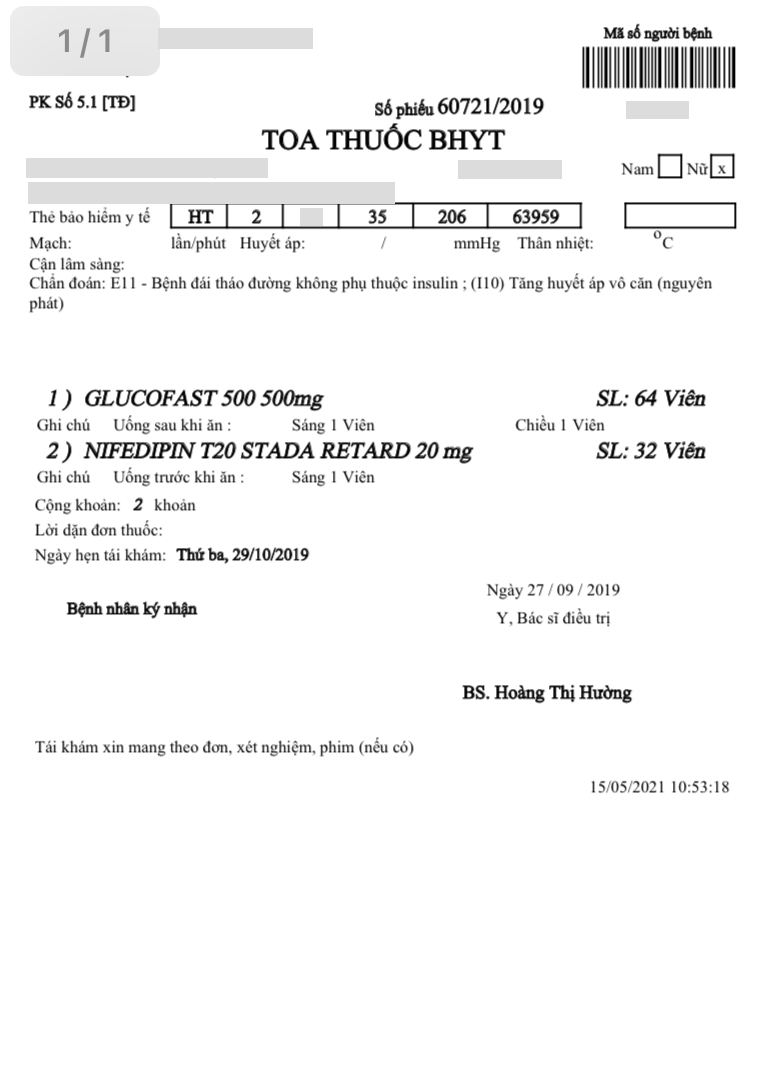 1/1
Mã số người bệnh
PK Số 5.1 [TĐ]
Số phiếu 60721/2019
TOA THUỐC BHYT
Nam Nữ x
Thẻ bảo hiểm y tế HT 2 35 206 63959
Mạch: lần/phút Huyết áp: / mmHg Thân nhiệt: °C
Cận lâm sàng:
Chẩn đoán: E11 - Bệnh đái tháo đường không phụ thuộc insulin ; (I10) Tăng huyết áp vô căn (nguyên
phát)
1 ) GLUCOFAST 500 500mg SL: 64 Viên
Ghi chú Uống sau khi ăn : Sáng 1 Viên Chiều 1 Viên
2 ) NIFEDIPIN T20 STADA RETARD 20 mg SL: 32 Viên
Ghi chú Uống trước khi ăn : Sáng 1 Viên
Cộng khoản: 2 khoản
Lời dặn đơn thuốc:
Ngày hẹn tái khám: Thứ ba, 29/10/2019
Ngày 27 / 09 / 2019
Bệnh nhân ký nhận
Y, Bác sĩ điều trị
BS. Hoàng Thị Hường
Tái khám xin mang theo đơn, xét nghiệm, phim (nếu có)
15/05/2021 10:53:18